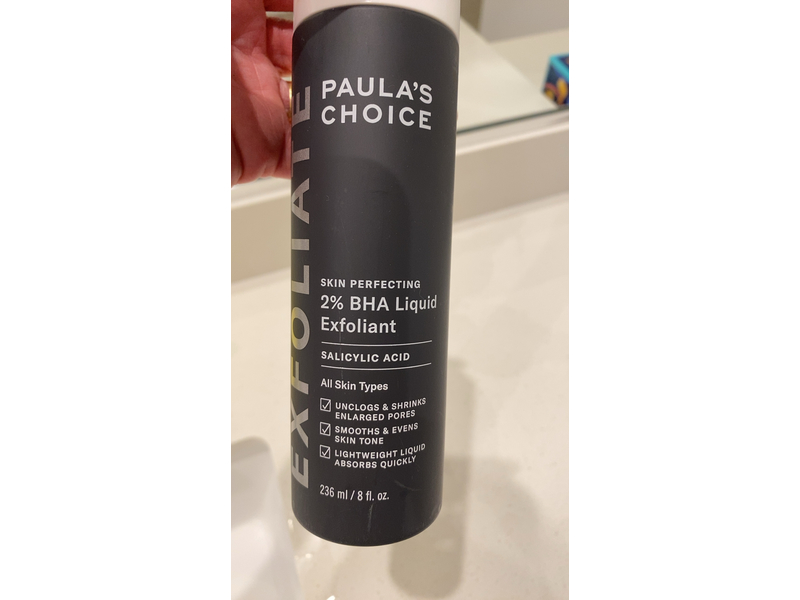 EXFOLIATE
PAULA'S
CHOICE
SKIN PERFECTING
2% BHA Liquid
Exfoliant
SALICYLIC ACID
All Skin Types
☑ UNCLOGS & SHRINKS
ENLARGED PORES
☑ SMOOTHS & EVENS
SKIN TONE
☑ LIGHTWEIGHT LIQUID
ABSORBS QUICKLY
236 ml / 8 fl. oz.